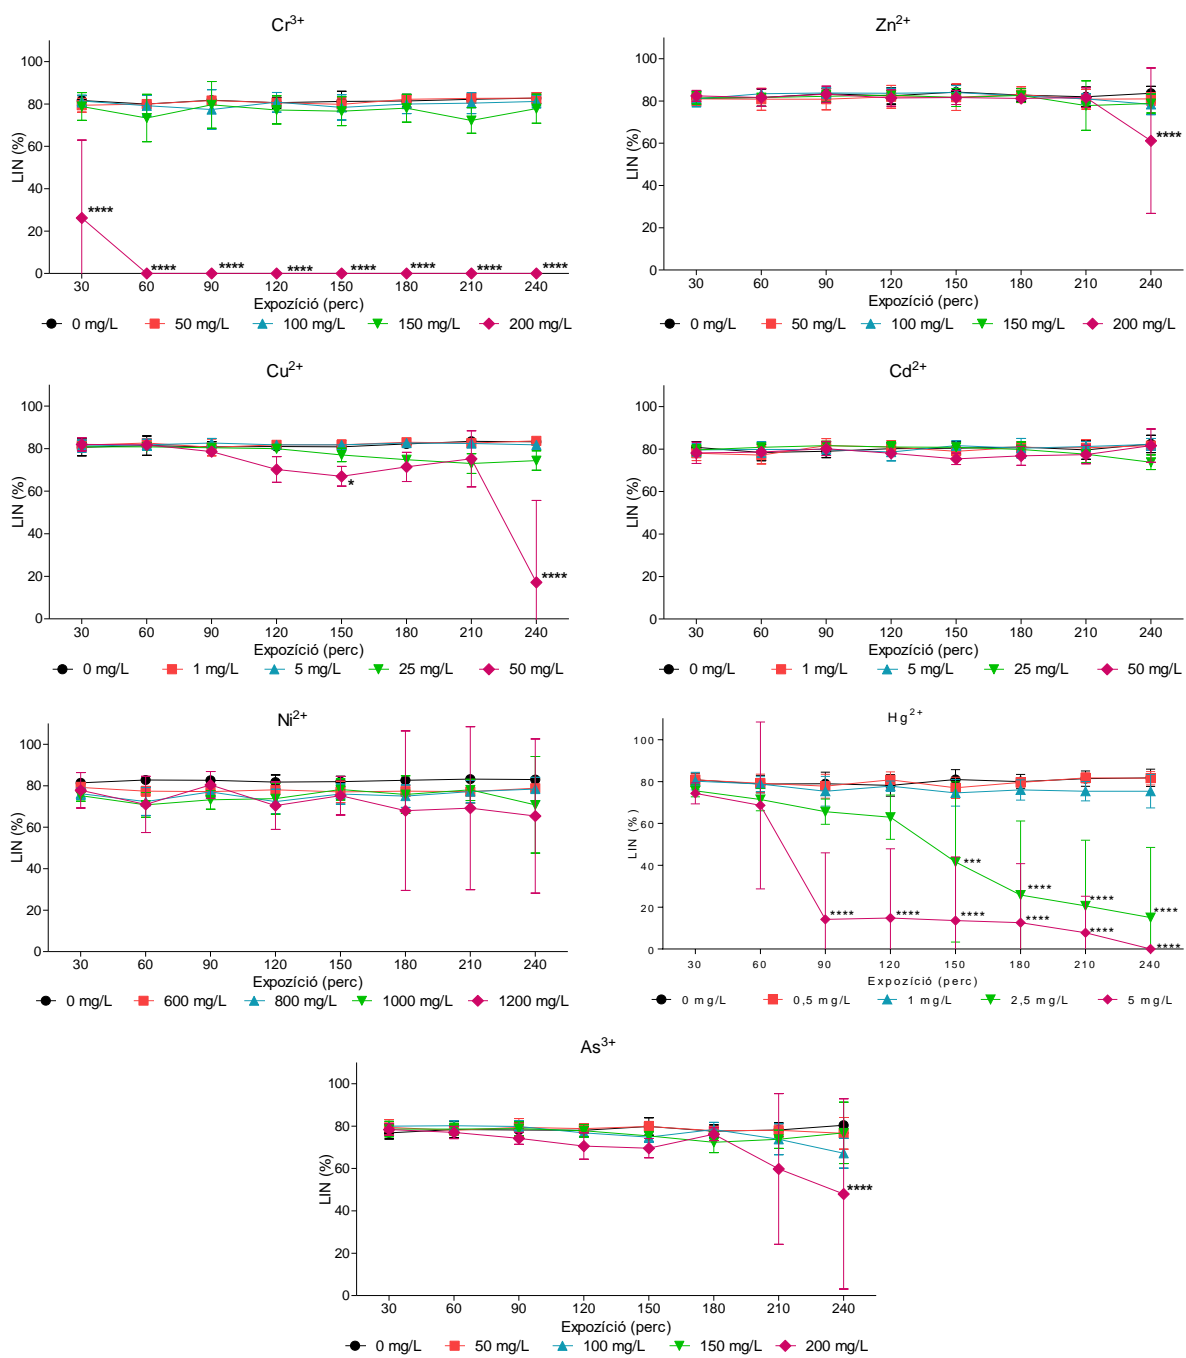 Cr3+
LIN (%)
100
80
60
40
20
0
****
**** **** **** **** **** **** ****
30 60 90 120 150 180 210 240
Expozíció (perc)
0 mg/L 50 mg/L 100 mg/L 150 mg/L 200 mg/L
Zn2+
LIN (%)
100
80
60
40
20
0
****
30 60 90 120 150 180 210 240
Expozíció (perc)
0 mg/L 50 mg/L 100 mg/L 150 mg/L 200 mg/L
Cu2+
LIN (%)
100
80
60
40
20
0
*
****
30 60 90 120 150 180 210 240
Expozíció (perc)
0 mg/L 1 mg/L 5 mg/L 25 mg/L 50 mg/L
Cd2+
LIN (%)
100
80
60
40
20
0
30 60 90 120 150 180 210 240
Expozíció (perc)
0 mg/L 1 mg/L 5 mg/L 25 mg/L 50 mg/L
Ni2+
LIN (%)
100
80
60
40
20
0
30 60 90 120 150 180 210 240
Expozíció (perc)
0 mg/L 600 mg/L 800 mg/L 1000 mg/L 1200 mg/L
Hg2+
LIN (%)
100
80
60
40
20
0
*** **** **** ****
**** **** **** **** **** ****
30 60 90 120 150 180 210 240
Expozíció (perc)
0 mg/L 0,5 mg/L 1 mg/L 2,5 mg/L 5 mg/L
As3+
LIN (%)
100
80
60
40
20
0
****
30 60 90 120 150 180 210 240
Expozíció (perc)
0 mg/L 50 mg/L 100 mg/L 150 mg/L 200 mg/L